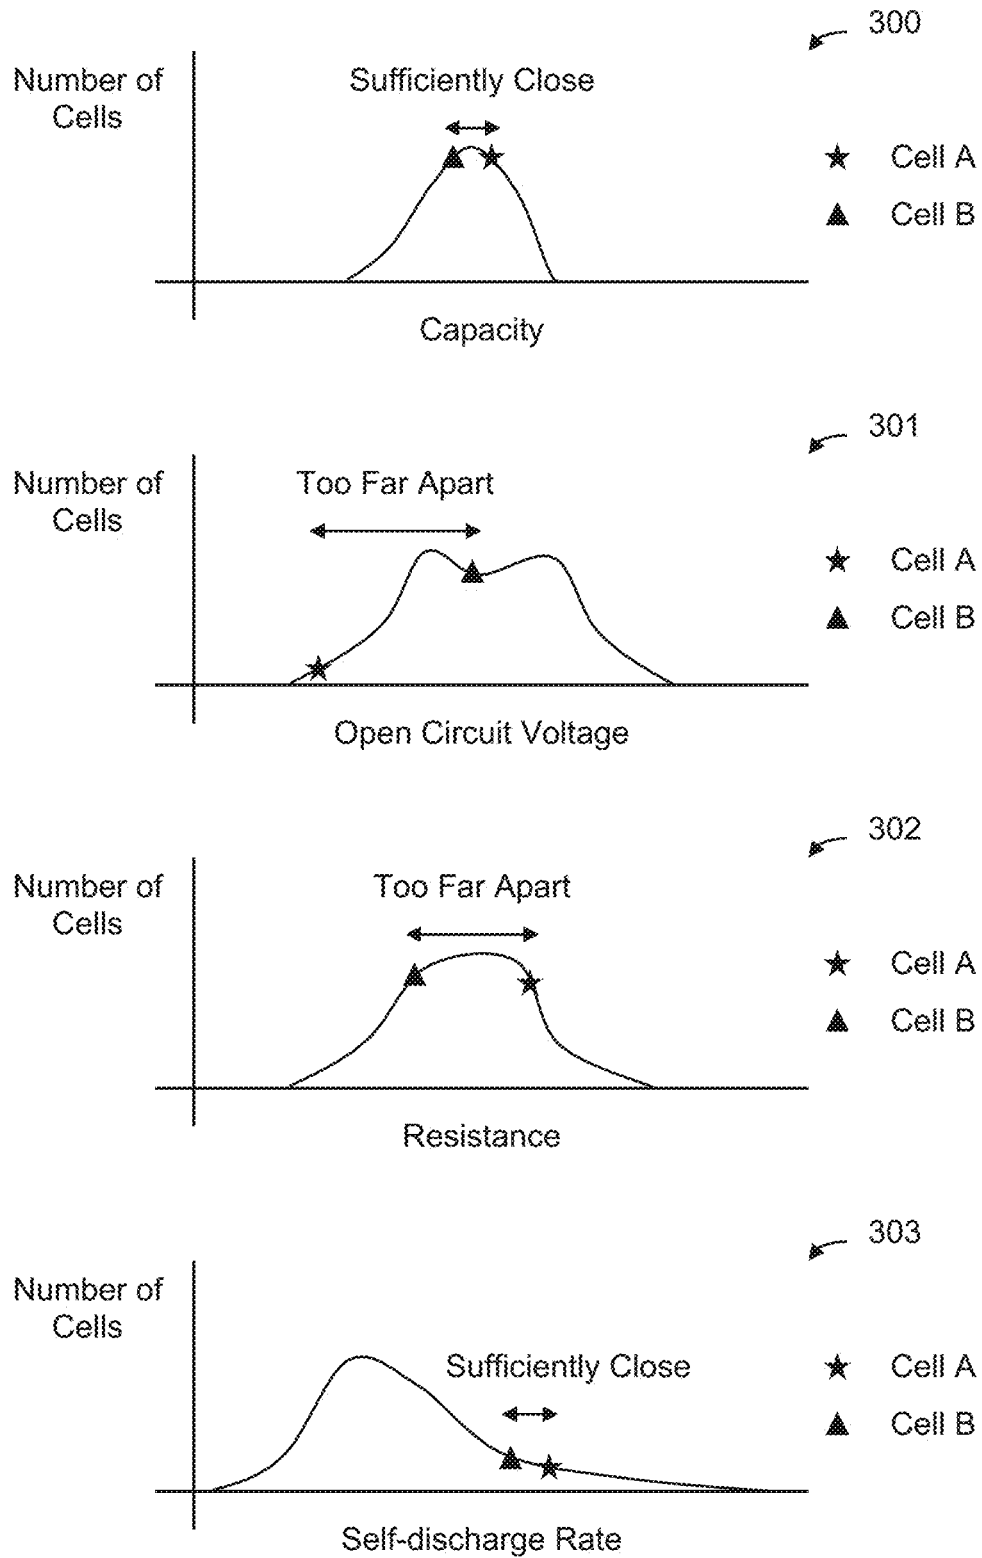 300
Number of
Cells
Sufficiently Close
Cell A
Cell B
Capacity
301
Number of
Cells
Too Far Apart
Cell A
Cell B
Open Circuit Voltage
302
Number of
Cells
Too Far Apart
Cell A
Cell B
Resistance
303
Number of
Cells
Sufficiently Close
Cell A
Cell B
Self-discharge Rate